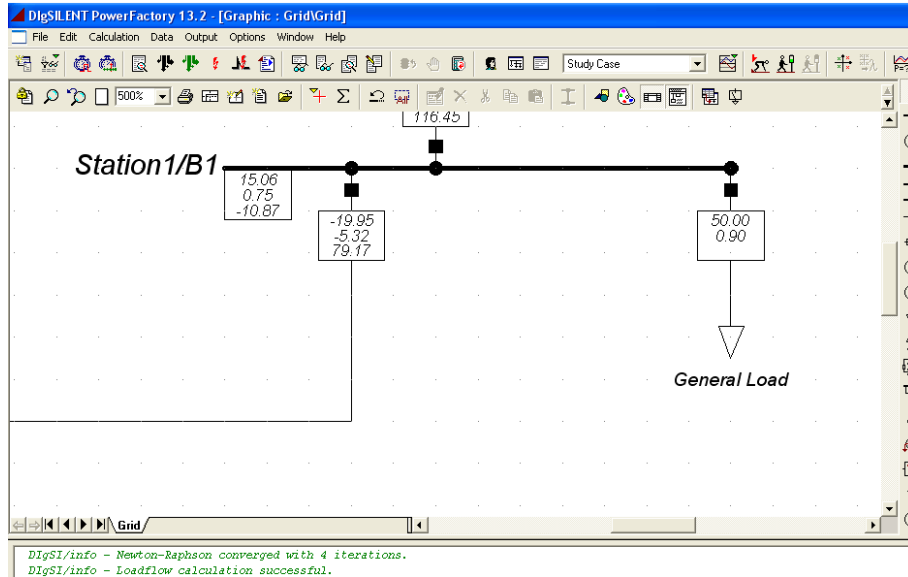 DIgSILENT PowerFactory 13.2 - [Graphic : Grid\Grid]
File Edit Calculation Data Output Options Window Help
Study Case
500%
116.45
Station1/B1
15.06
0.75
-10.87
-19.95
-5.32
79.17
50.00
0.90
General Load
Grid
DIgSI/info - Newton-Raphson converged with 4 iterations.
DIgSI/info - Loadflow calculation successful.